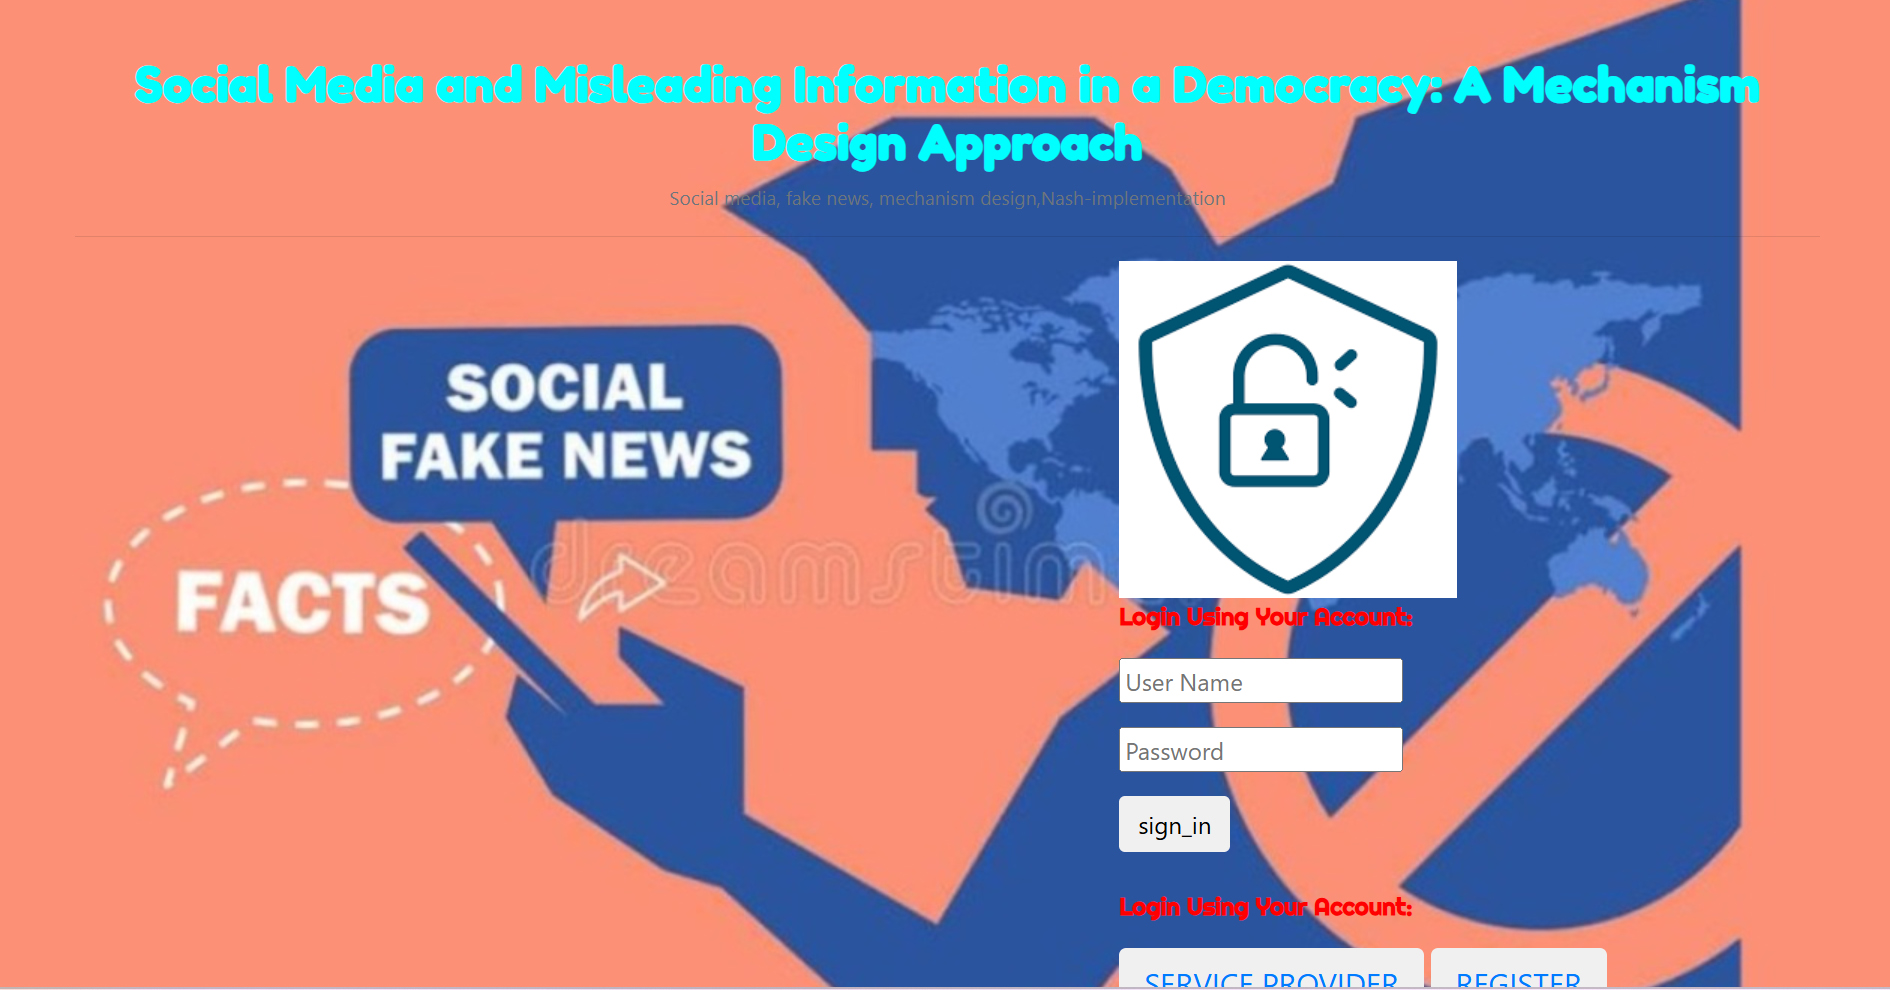 Social Media and Misleading Information in a Democracy: A Mechanism
Design Approach
Social media, fake news, mechanism design,Nash-implementation
SOCIAL
FAKE NEWS
FACTS
dreamstim
Login Using Your Account:
User Name
Password
sign_in
Login Using Your Account:
SERVICE PROVIDER REGISTER